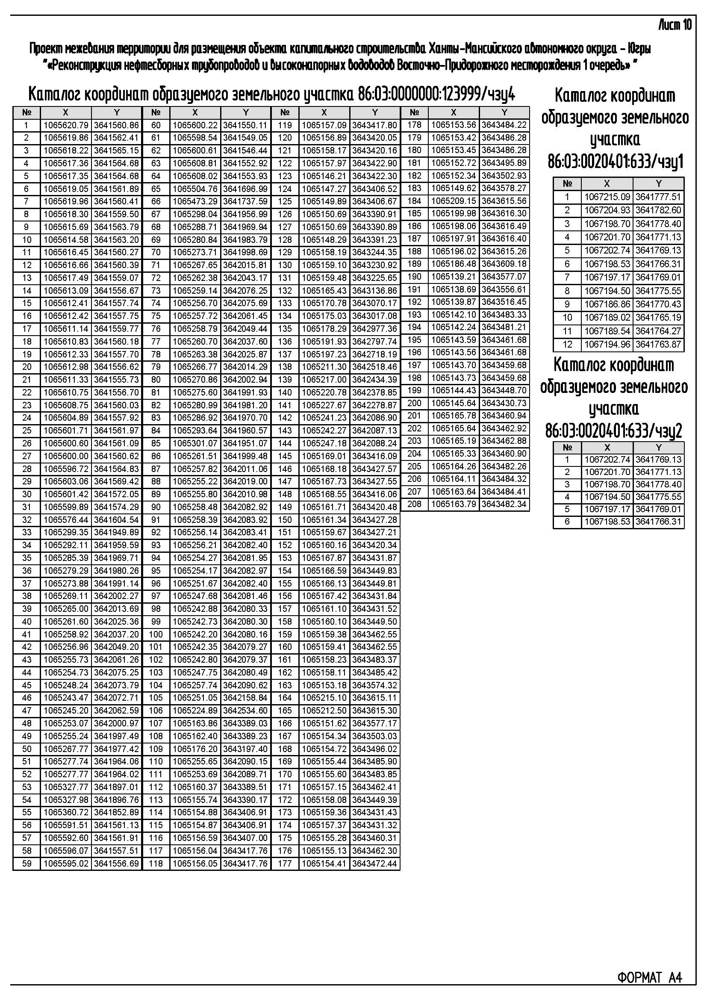 Лист 10
Проект межевания территории для размещения объекта капитального строительства Ханты-Мансийского автономного округа - Югры
"«Реконструкция нефтесборных трубопроводов и высоконапорных водоводов Восточно-Придорожного месторождения 1 очередь» "
Каталог координат образуемого земельного участка 86:03:0000000:123999/чзу4
№ X Y № X Y № X Y № X Y
1 1065620.79 3641560.86 60 1065600.22 3641550.11 119 1065157.09 3643417.80 178 1065153.56 3643484.22
2 1065619.86 3641562.41 61 1065598.54 3641549.05 120 1065156.89 3643420.05 179 1065153.42 3643486.28
3 1065618.22 3641565.15 62 1065600.61 3641546.44 121 1065158.17 3643420.16 180 1065153.45 3643486.28
4 1065617.36 3641564.68 63 1065608.81 3641552.92 122 1065157.97 3643422.90 181 1065152.72 3643495.89
5 1065617.35 3641564.68 64 1065608.02 3641553.93 123 1065146.21 3643422.30 182 1065152.34 3643502.93
6 1065619.05 3641561.89 65 1065504.76 3641696.99 124 1065147.27 3643406.52 183 1065149.62 3643578.27
7 1065619.96 3641560.41 66 1065473.29 3641737.59 125 1065149.89 3643406.67 184 1065209.15 3643615.56
8 1065618.30 3641559.50 67 1065298.04 3641956.99 126 1065150.69 3643390.91 185 1065199.98 3643616.30
9 1065615.69 3641563.79 68 1065288.71 3641969.94 127 1065150.69 3643390.89 186 1065198.06 3643616.49
10 1065614.58 3641563.20 69 1065280.84 3641983.79 128 1065148.29 3643391.23 187 1065197.91 3643616.40
11 1065616.45 3641560.27 70 1065273.71 3641998.69 129 1065158.19 3643244.35 188 1065196.02 3643615.26
12 1065616.66 3641560.39 71 1065267.65 3642015.81 130 1065159.10 3643230.92 189 1065186.48 3643609.18
13 1065617.49 3641559.07 72 1065262.38 3642043.17 131 1065159.48 3643225.65 190 1065139.21 3643577.07
14 1065613.09 3641556.67 73 1065259.14 3642076.25 132 1065165.43 3643136.86 191 1065138.69 3643556.61
15 1065612.41 3641557.74 74 1065256.70 3642075.69 133 1065170.78 3643070.17 192 1065139.87 3643516.45
16 1065612.42 3641557.75 75 1065257.72 3642061.45 134 1065175.03 3643017.08 193 1065142.10 3643483.33
17 1065611.14 3641559.77 76 1065258.79 3642049.44 135 1065178.29 3642977.36 194 1065142.24 3643481.21
18 1065610.83 3641560.18 77 1065260.70 3642037.60 136 1065191.93 3642797.74 195 1065143.59 3643461.68
19 1065612.33 3641557.70 78 1065263.38 3642025.87 137 1065197.23 3642718.19 196 1065143.56 3643461.68
20 1065612.98 3641556.62 79 1065266.77 3642014.29 138 1065211.30 3642518.46 197 1065143.70 3643459.68
21 1065611.33 3641555.73 80 1065270.86 3642002.94 139 1065217.00 3642434.39 198 1065143.73 3643459.68
22 1065610.75 3641556.70 81 1065275.60 3641991.93 140 1065220.78 3642378.85 199 1065144.43 3643448.70
23 1065608.75 3641560.03 82 1065280.99 3641981.20 141 1065227.67 3642278.87 200 1065145.64 3643430.73
24 1065604.89 3641557.92 83 1065286.92 3641970.70 142 1065241.23 3642086.90 201 1065165.78 3643460.94
25 1065601.71 3641561.97 84 1065293.64 3641960.57 143 1065242.27 3642087.13 202 1065165.64 3643462.92
26 1065600.60 3641561.09 85 1065301.07 3641951.07 144 1065247.18 3642088.24 203 1065165.19 3643462.88
27 1065600.00 3641560.62 86 1065261.51 3641999.48 145 1065169.01 3643416.09 204 1065165.33 3643460.90
28 1065596.72 3641564.83 87 1065257.82 3642011.06 146 1065168.18 3643427.57 205 1065164.26 3643482.26
29 1065603.06 3641569.42 88 1065255.22 3642019.00 147 1065167.73 3643427.55 206 1065164.11 3643484.32
30 1065601.42 3641572.05 89 1065255.80 3642010.98 148 1065168.55 3643416.06 207 1065163.64 3643484.41
31 1065599.89 3641574.29 90 1065258.48 3642082.92 149 1065161.71 3643420.48 208 1065163.79 3643482.34
32 1065576.44 3641604.54 91 1065258.39 3642083.92 150 1065161.34 3643427.28
33 1065299.35 3641949.89 92 1065256.14 3642083.41 151 1065159.67 3643427.21
34 1065292.11 3641959.59 93 1065256.21 3642082.40 152 1065160.16 3643420.34
35 1065285.39 3641969.71 94 1065254.27 3642081.95 153 1065167.87 3643431.87
36 1065279.29 3641980.26 95 1065254.17 3642082.97 154 1065166.59 3643449.83
37 1065273.88 3641991.14 96 1065251.67 3642082.40 155 1065166.13 3643449.81
38 1065269.11 3642002.27 97 1065247.68 3642081.46 156 1065167.42 3643431.84
39 1065265.00 3642013.69 98 1065242.88 3642080.33 157 1065161.10 3643431.52
40 1065261.60 3642025.36 99 1065242.73 3642080.30 158 1065160.10 3643449.50
41 1065258.92 3642037.20 100 1065242.20 3642080.16 159 1065159.38 3643462.55
42 1065256.96 3642049.20 101 1065242.35 3642079.27 160 1065159.41 3643462.55
43 1065255.73 3642061.26 102 1065242.80 3642079.37 161 1065158.23 3643483.37
44 1065254.73 3642075.25 103 1065247.75 3642080.49 162 1065158.11 3643485.42
45 1065248.24 3642073.79 104 1065257.74 3642090.62 163 1065153.18 3643574.32
46 1065243.47 3642072.71 105 1065251.05 3642158.84 164 1065215.10 3643615.11
47 1065245.20 3642062.59 106 1065224.89 3642534.60 165 1065212.50 3643615.30
48 1065253.07 3642000.97 107 1065163.86 3643389.03 166 1065151.62 3643577.17
49 1065255.24 3641997.49 108 1065162.40 3643389.23 167 1065154.34 3643503.03
50 1065267.77 3641977.42 109 1065176.20 3643197.40 168 1065154.72 3643496.02
51 1065277.74 3641964.06 110 1065255.65 3642090.15 169 1065155.44 3643485.90
52 1065277.77 3641964.02 111 1065253.69 3642089.71 170 1065155.60 3643483.85
53 1065327.77 3641897.01 112 1065160.37 3643389.51 171 1065157.15 3643462.41
54 1065327.98 3641896.76 113 1065155.74 3643390.17 172 1065158.08 3643449.39
55 1065360.72 3641852.89 114 1065154.88 3643406.91 173 1065159.36 3643431.43
56 1065591.51 3641561.13 115 1065154.87 3643406.91 174 1065157.37 3643431.32
57 1065592.60 3641561.91 116 1065156.59 3643407.00 175 1065155.28 3643460.31
58 1065596.07 3641557.51 117 1065156.04 3643417.76 176 1065155.13 3643462.30
59 1065595.02 3641556.69 118 1065156.05 3643417.76 177 1065154.41 3643472.44
Каталог координат
образуемого земельного
участка
86:03:0020401:633/чзу1
№ X Y
1 1067215.09 3641777.51
2 1067204.93 3641782.60
3 1067198.70 3641778.40
4 1067201.70 3641771.13
5 1067202.74 3641769.13
6 1067198.53 3641766.31
7 1067197.17 3641769.01
8 1067194.50 3641775.55
9 1067186.86 3641770.43
10 1067189.02 3641765.19
11 1067189.54 3641764.27
12 1067194.96 3641763.87
Каталог координат
образуемого земельного
участка
86:03:0020401:633/чзу2
№ X Y
1 1067202.74 3641769.13
2 1067201.70 3641771.13
3 1067198.70 3641778.40
4 1067194.50 3641775.55
5 1067197.17 3641769.01
6 1067198.53 3641766.31
ФОРМАТ А4